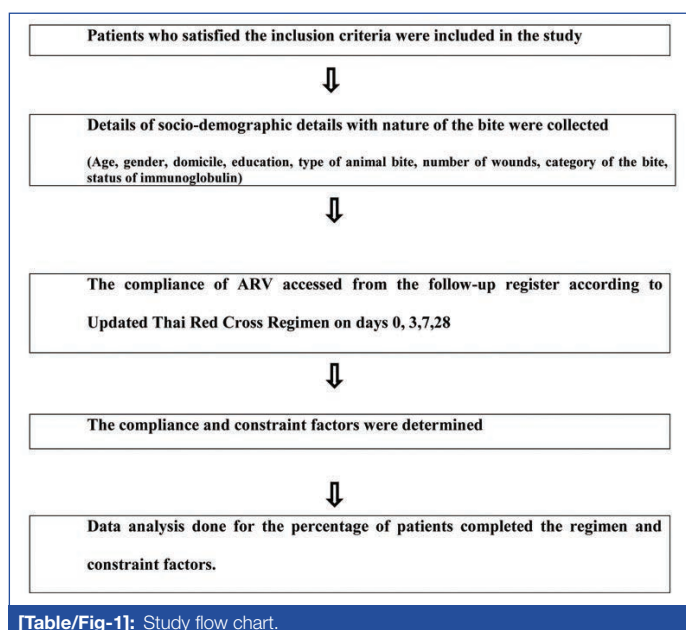 Patients who satisfied the inclusion criteria were included in the study
Details of socio-demographic details with nature of the bite were collected
(Age, gender, domicile, education, type of animal bite, number of wounds, category of the bite,
status of immunoglobulin)
The compliance of ARV accessed from the follow-up register according to
Updated Thai Red Cross Regimen on days 0, 3,7,28
The compliance and constraint factors were determined
Data analysis done for the percentage of patients completed the regimen and
constraint factors.
[Table/Fig-1]: Study flow chart.